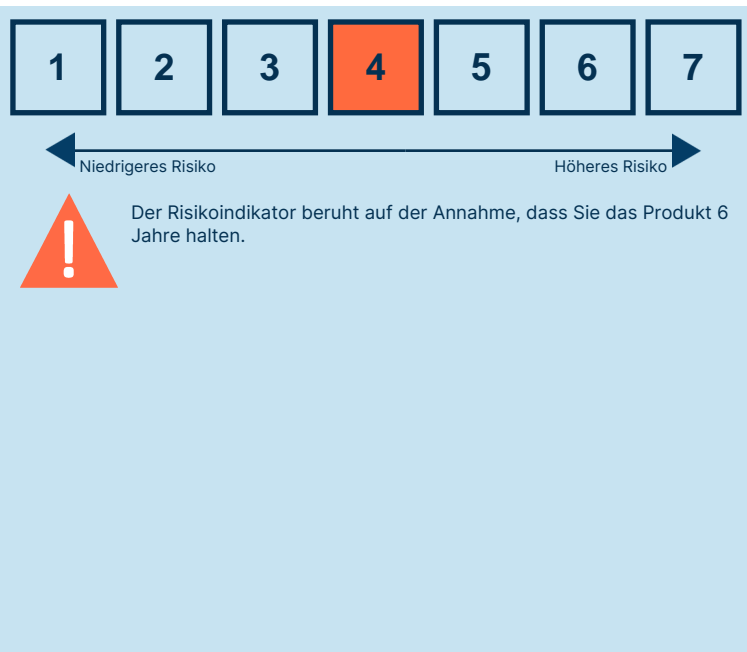 1 2 3 4 5 6 7
Niedrigeres Risiko Höheres Risiko
Der Risikoindikator beruht auf der Annahme, dass Sie das Produkt 6
Jahre halten.
!